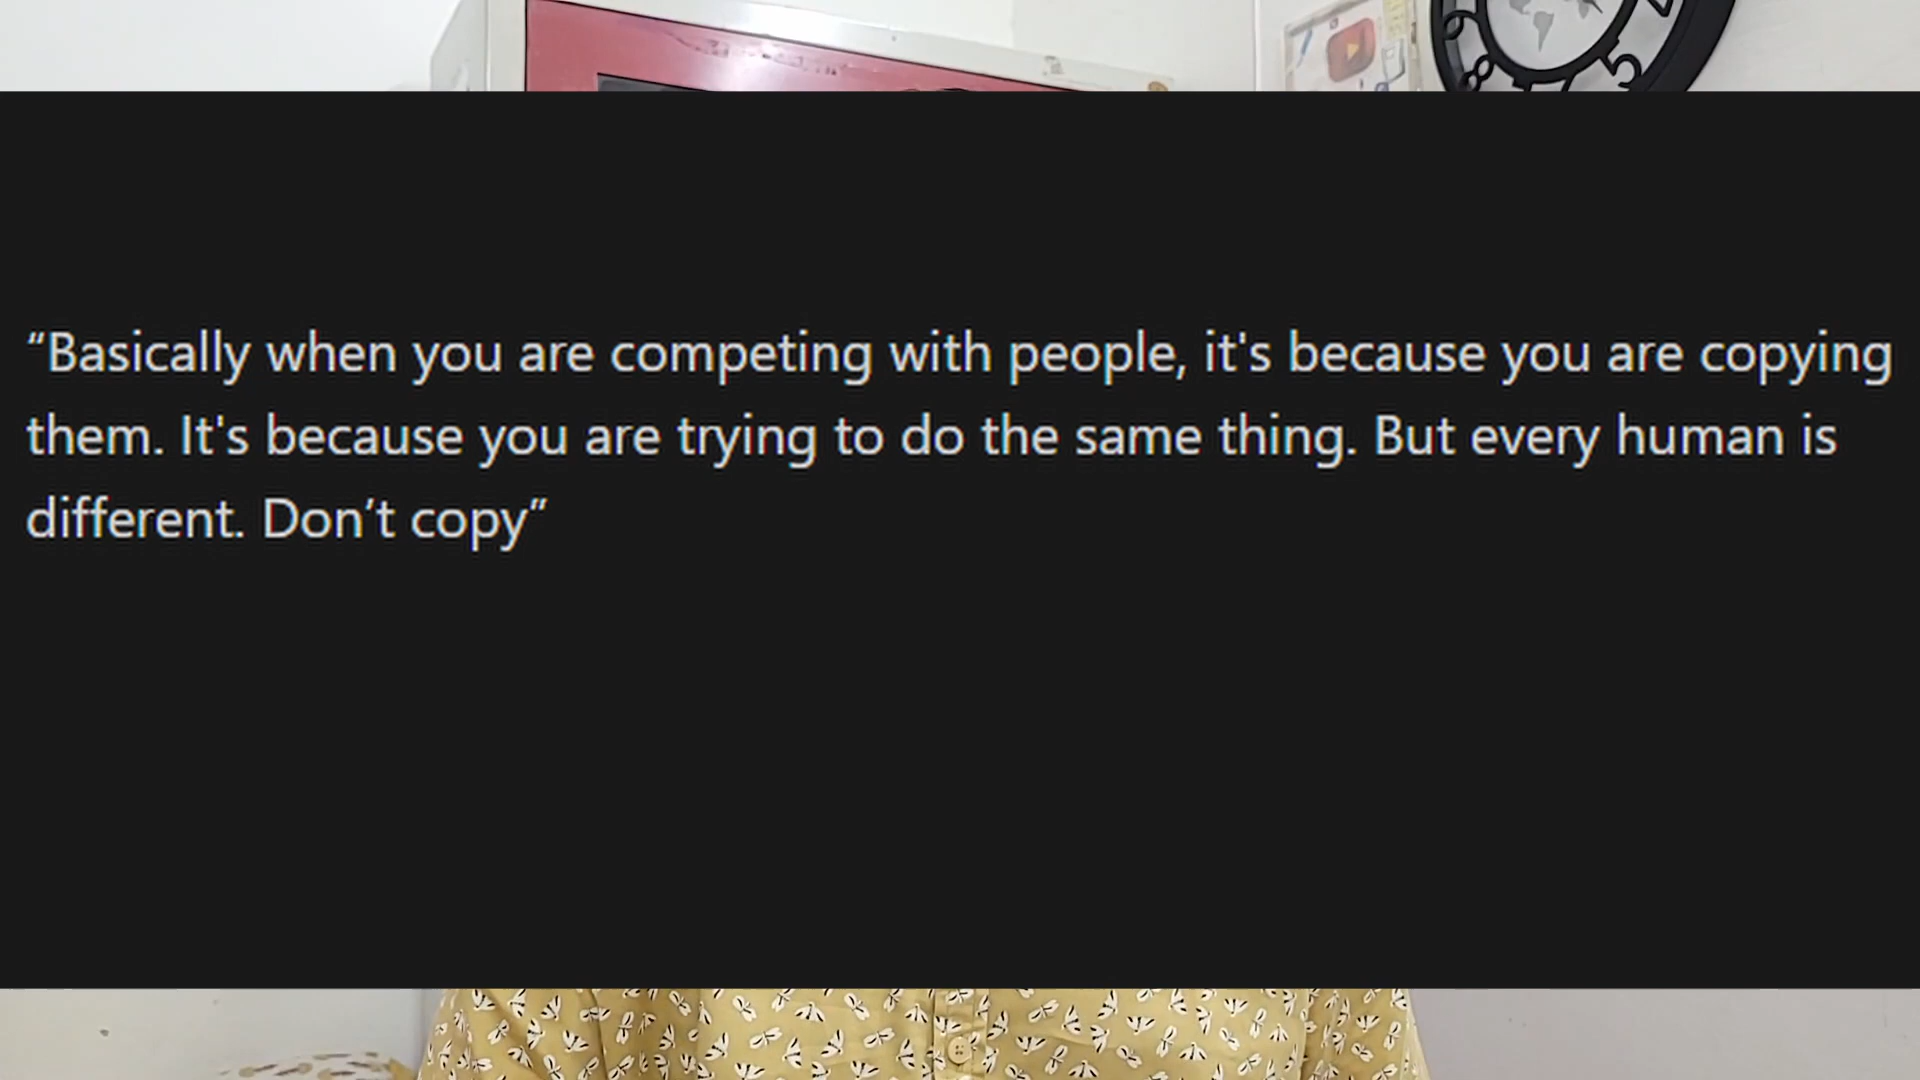 “Basically when you are competing with people, it's because you are copying
them. It's because you are trying to do the same thing. But every human is
different. Don’t copy”
8